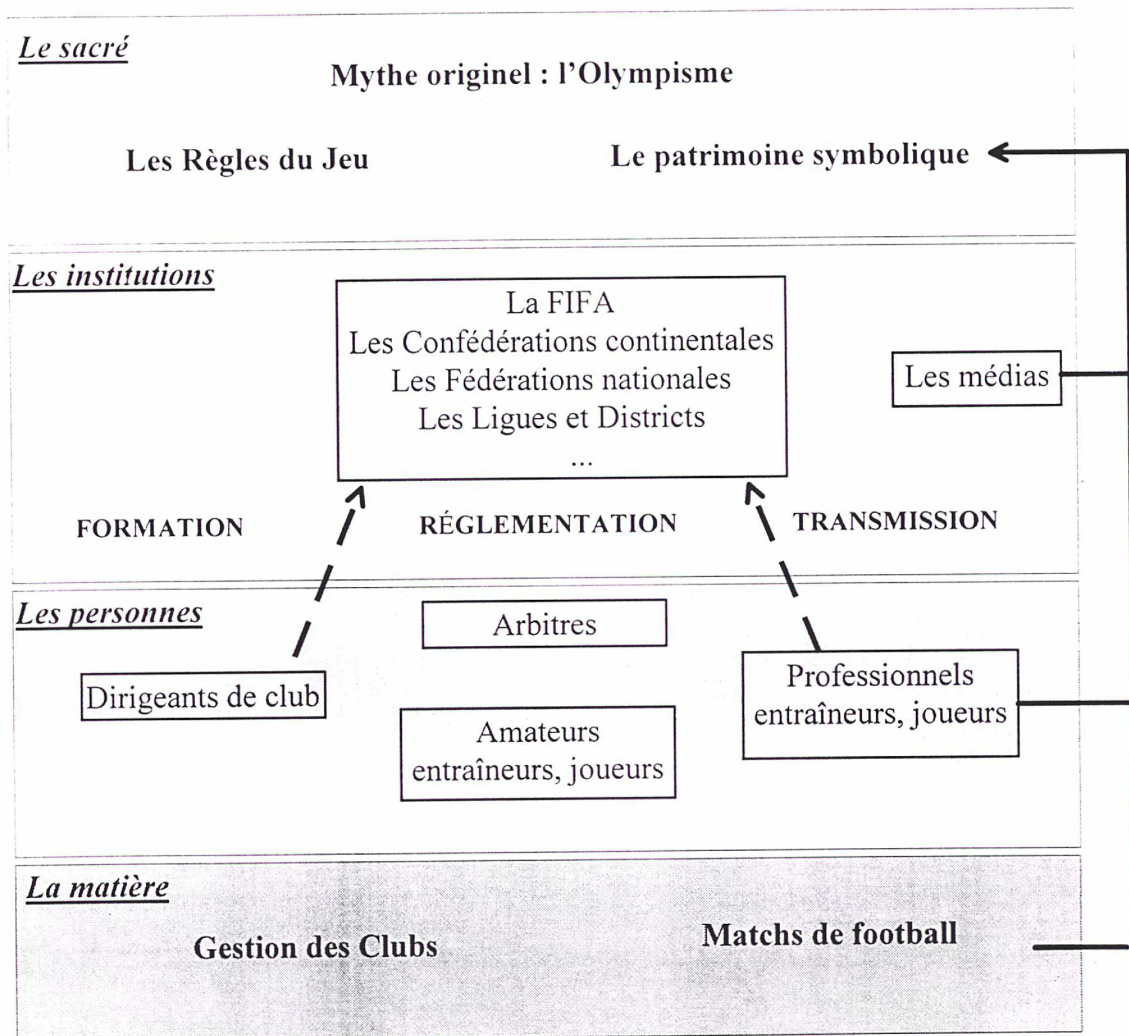 Le sacré
Mythe originel : l'Olympisme
Les Règles du Jeu
Le patrimoine symbolique
Les institutions
La FIFA
Les Confédérations continentales
Les Fédérations nationales
Les Ligues et Districts
...
Les médias
FORMATION
RÉGLEMENTATION
TRANSMISSION
Les personnes
Arbitres
Dirigeants de club
Professionnels
entraîneurs, joueurs
Amateurs
entraîneurs, joueurs
La matière
Gestion des Clubs
Matchs de football